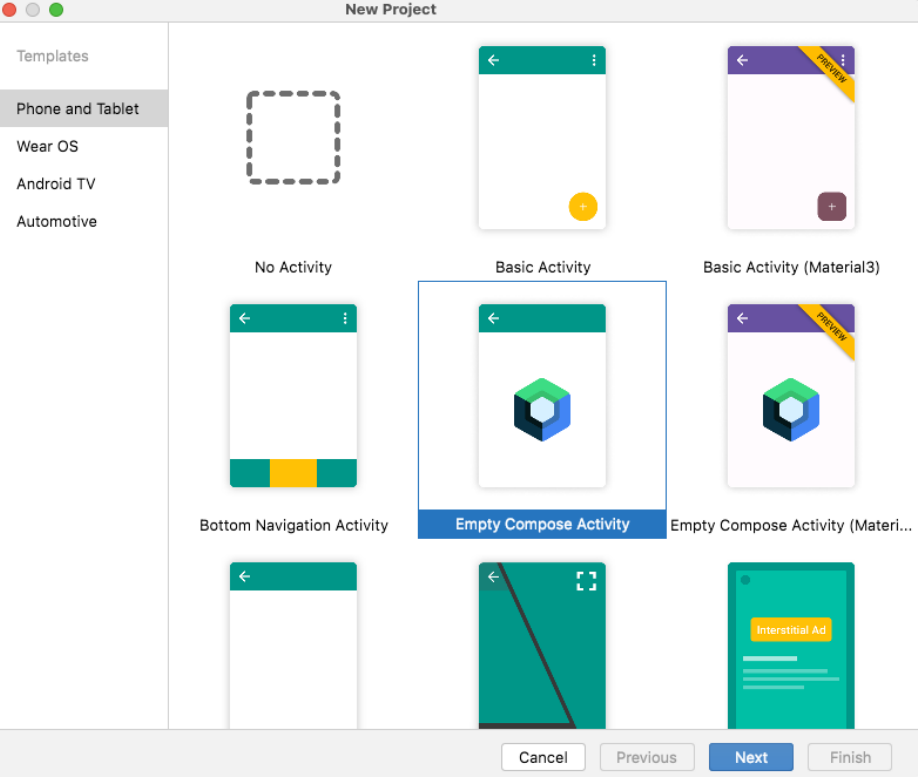 New Project
Templates
Phone and Tablet
Wear OS
Android TV
Automotive
PREVIEW
No Activity
Basic Activity
Basic Activity (Material3)
PREVIEW
Bottom Navigation Activity
Empty Compose Activity
Empty Compose Activity (Materi...
Interstitial Ad
Cancel
Previous
Next
Finish